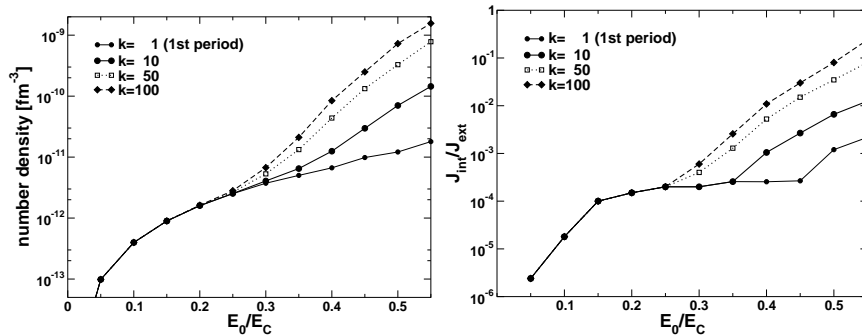 number density [fm⁻³]
10⁻⁹
10⁻¹⁰
10⁻¹¹
10⁻¹²
10⁻¹³
k= 1 (1st period)
k= 10
k= 50
k=100
0 0.1 0.2 0.3 0.4 0.5
E₀/E_C
J_int/J_ext
10⁻¹
10⁻²
10⁻³
10⁻⁴
10⁻⁵
10⁻⁶
k= 1 (1st period)
k= 10
k= 50
k=100
0.1 0.2 0.3 0.4 0.5
E₀/E_C